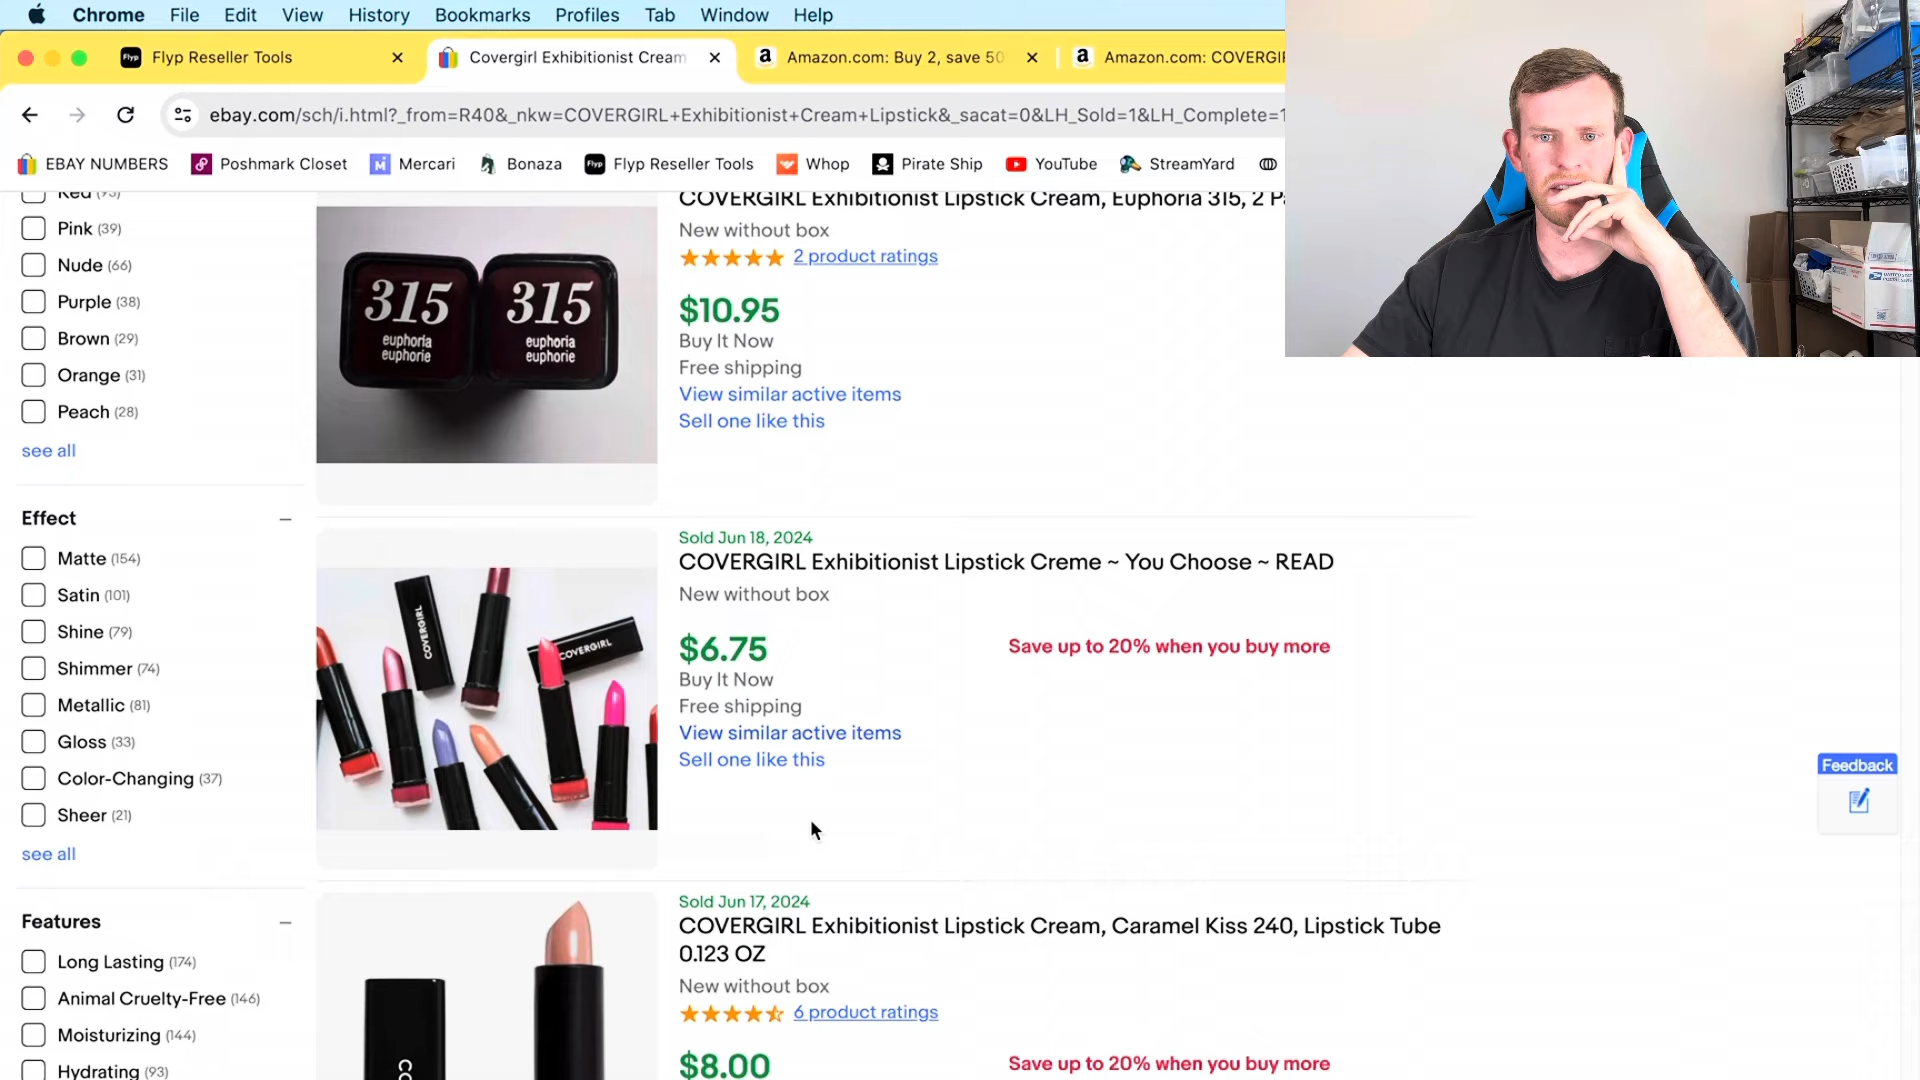 Chrome File Edit View History Bookmarks Profiles Tab Window Help
Flyp Flyp Reseller Tools
Covergirl Exhibitionist Cream
Amazon.com: Buy 2, save 50
Amazon.com: COVERGI
ebay.com/sch/i.html?_from=R40&_nkw=COVERGIRL+Exhibitionist+Cream+Lipstick&_sacat=0&LH_Sold=1&LH_Complete=1
EBAY NUMBERS Poshmark Closet Mercari Bonaza Flyp Flyp Reseller Tools Whop Pirate Ship YouTube StreamYard
Red (93)
Pink (39)
Nude (66)
Purple (38)
Brown (29)
Orange (31)
Peach (28)
see all
Effect
Matte (154)
Satin (101)
Shine (79)
Shimmer (74)
Metallic (81)
Gloss (33)
Color-Changing (37)
Sheer (21)
see all
Features
Long Lasting (174)
Animal Cruelty-Free (146)
Moisturizing (144)
Hydrating (93)
315
euphoria
euphorie
315
euphoria
euphorie
COVERGIRL Exhibitionist Lipstick Cream, Euphoria 315, 2 Pa
New without box
2 product ratings
$10.95
Buy It Now
Free shipping
View similar active items
Sell one like this
COVERGIRL
COVERGIRL
Sold Jun 18, 2024
COVERGIRL Exhibitionist Lipstick Creme ~ You Choose ~ READ
New without box
$6.75
Buy It Now
Free shipping
View similar active items
Sell one like this
Save up to 20% when you buy more
CO
Sold Jun 17, 2024
COVERGIRL Exhibitionist Lipstick Cream, Caramel Kiss 240, Lipstick Tube
0.123 OZ
New without box
6 product ratings
$8.00
Save up to 20% when you buy more
Feedback